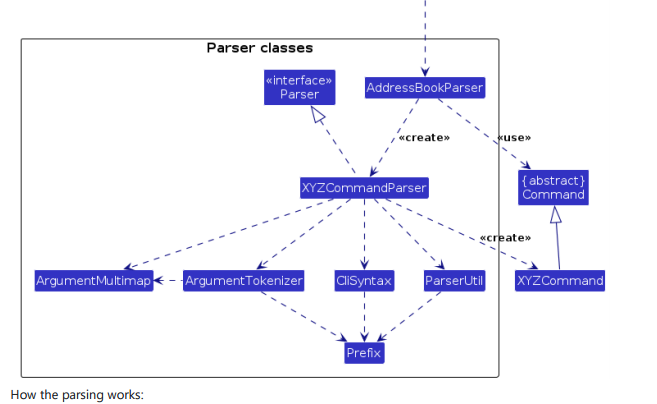 Parser classes
«interface»
Parser
AddressBookParser
«create»
«use»
{abstract}
Command
XYZCommandParser
«create»
ArgumentMultimap
ArgumentTokenizer
CliSyntax
ParserUtil
XYZCommand
Prefix
How the parsing works: